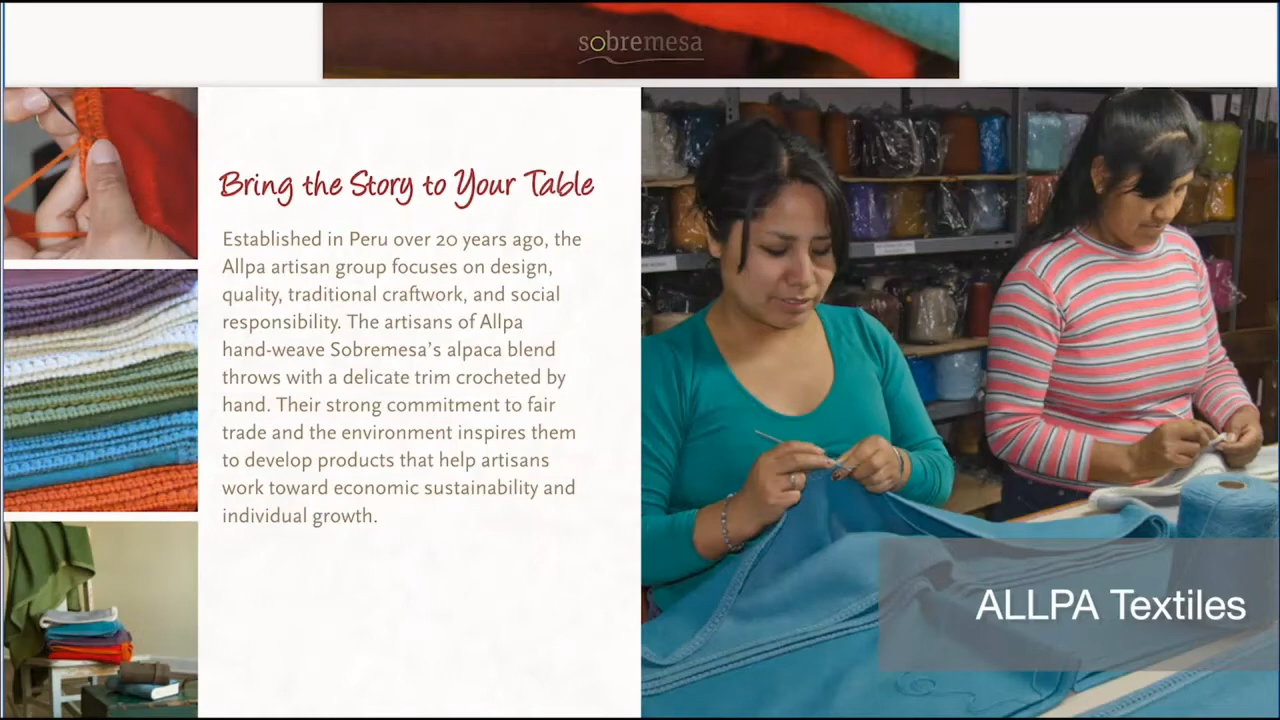 sobremesa
Bring the Story to Your Table
Established in Peru over 20 years ago, the
Allpa artisan group focuses on design,
quality, traditional craftwork, and social
responsibility. The artisans of Allpa
hand-weave Sobremesa's alpaca blend
throws with a delicate trim crocheted by
hand. Their strong commitment to fair
trade and the environment inspires them
to develop products that help artisans
work toward economic sustainability and
individual growth.
ALLPA Textiles